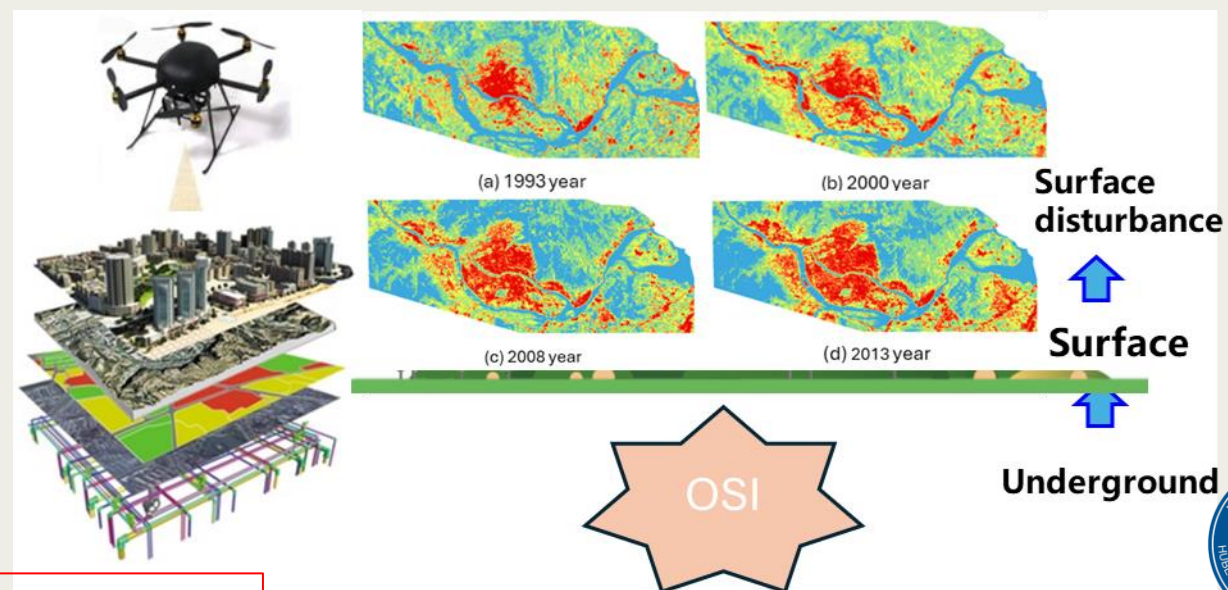 (a) 1993 year
(b) 2000 year
Surface
disturbance
(c) 2008 year
(d) 2013 year
Surface
OSI
Underground